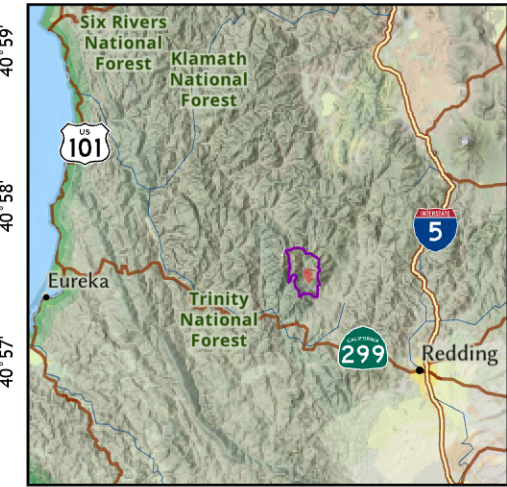 Six Rivers
National
Forest
Klamath
National
Forest
US
101
INTERSTATE
5
Eureka
Trinity
National
Forest
CALIFORNIA
299
Redding
40°59'
40°58'
40°57'